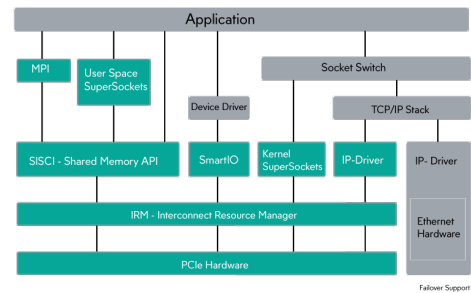 Application
MPI
User Space
SuperSockets
Socket Switch
Device Driver
TCP/IP Stack
SISCI - Shared Memory API
SmartIO
Kernel
SuperSockets
IP-Driver
IP- Driver
IRM - Interconnect Resource Manager
Ethernet
Hardware
PCIe Hardware
Failover Support